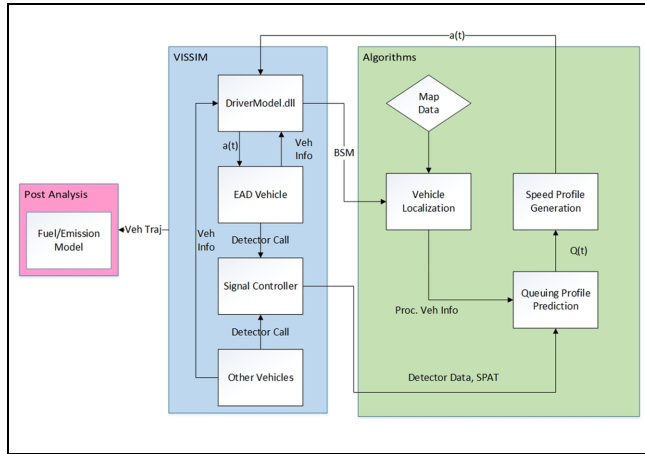 a(t)
VISSIM
Algorithms
DriverModel.dll
Map
Data
a(t)
Veh
Info
BSM
Post Analysis
Fuel/Emission
Model
Veh Traj
Veh
Info
EAD Vehicle
Vehicle
Localization
Speed Profile
Generation
Detector Call
Q(t)
Signal Controller
Queuing Profile
Prediction
Proc. Veh Info
Detector Call
Other Vehicles
Detector Data, SPAT